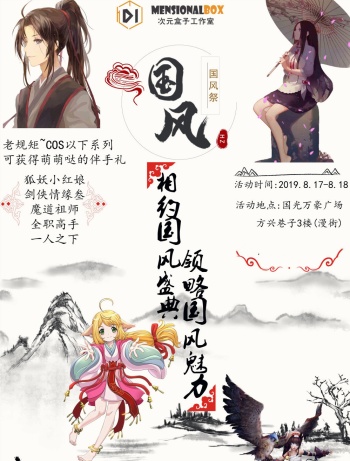 MENSIONALBOX
次元盒子工作室
国风
国风祭
HZ
老规矩~COS以下系列
可获得萌萌哒的伴手礼
狐妖小红娘
剑侠情缘叁
魔道祖师
全职高手
一人之下
活动时间:2019.8.17-8.18
活动地点:国光万豪广场
方兴巷子3楼(漫街)
相约国风盛典
领略国风魅力